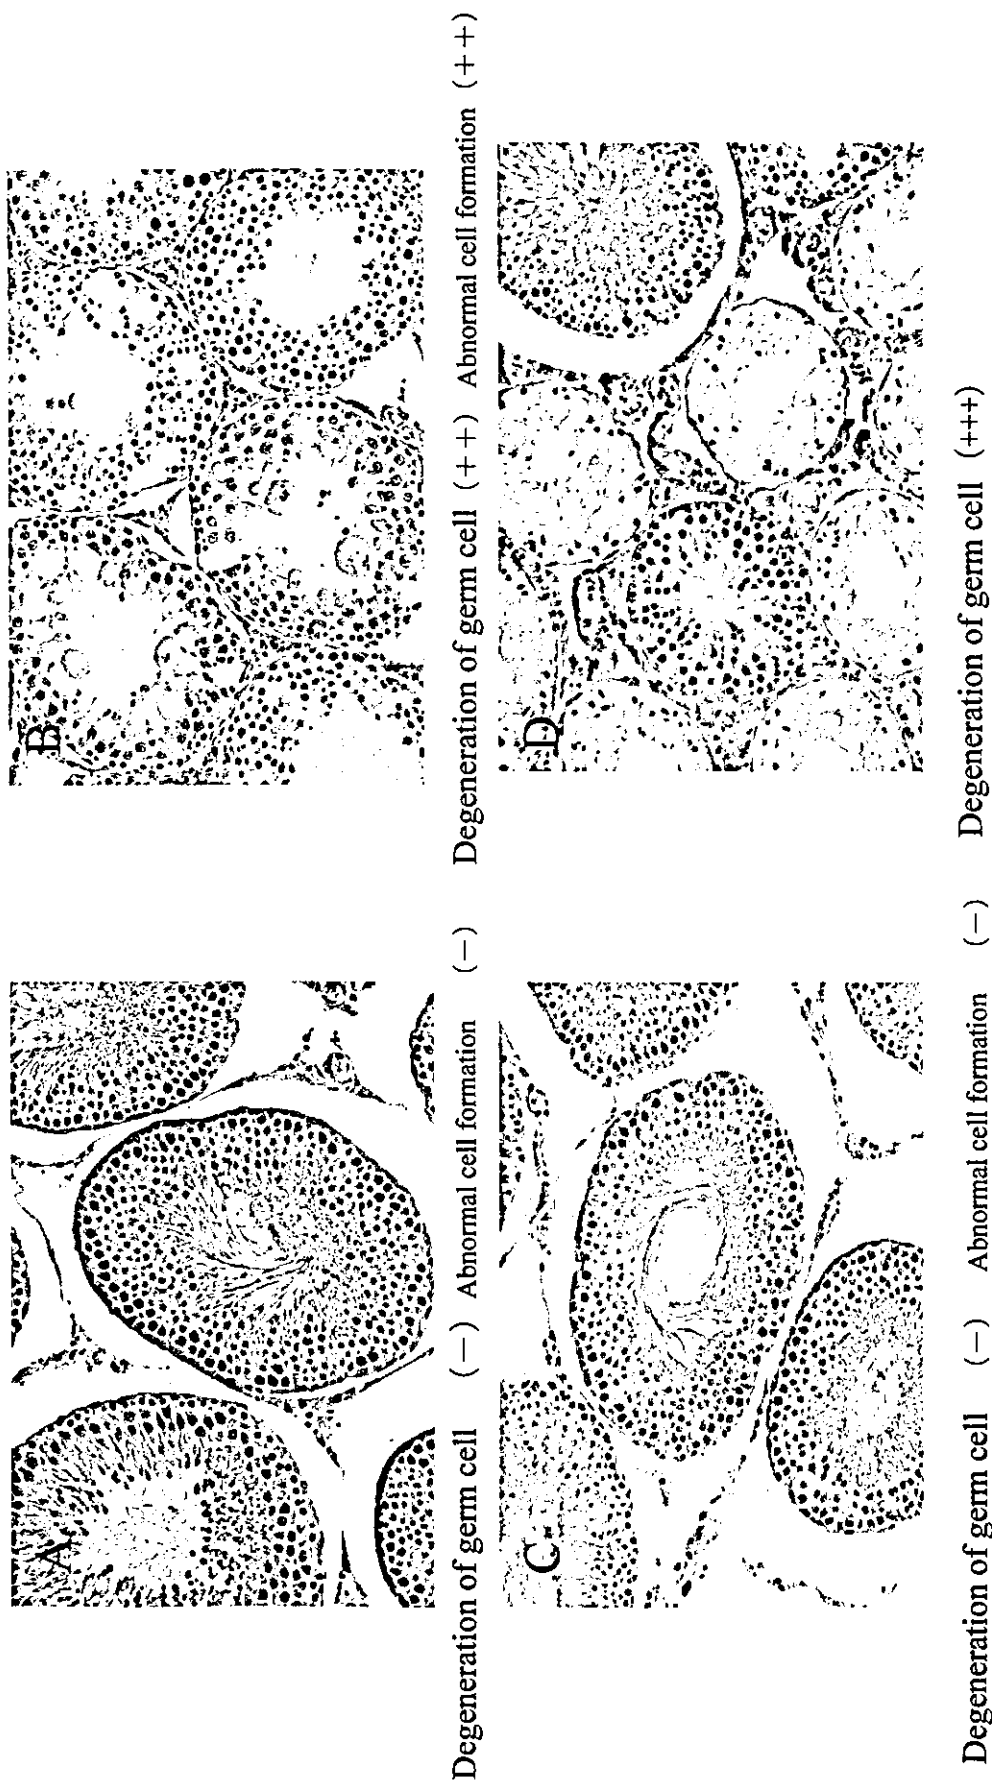 A
B
Degeneration of germ cell (−) Abnormal cell formation (−)
Degeneration of germ cell (++) Abnormal cell formation (++)
C
D
Degeneration of germ cell (−) Abnormal cell formation (−)
Degeneration of germ cell (+++)